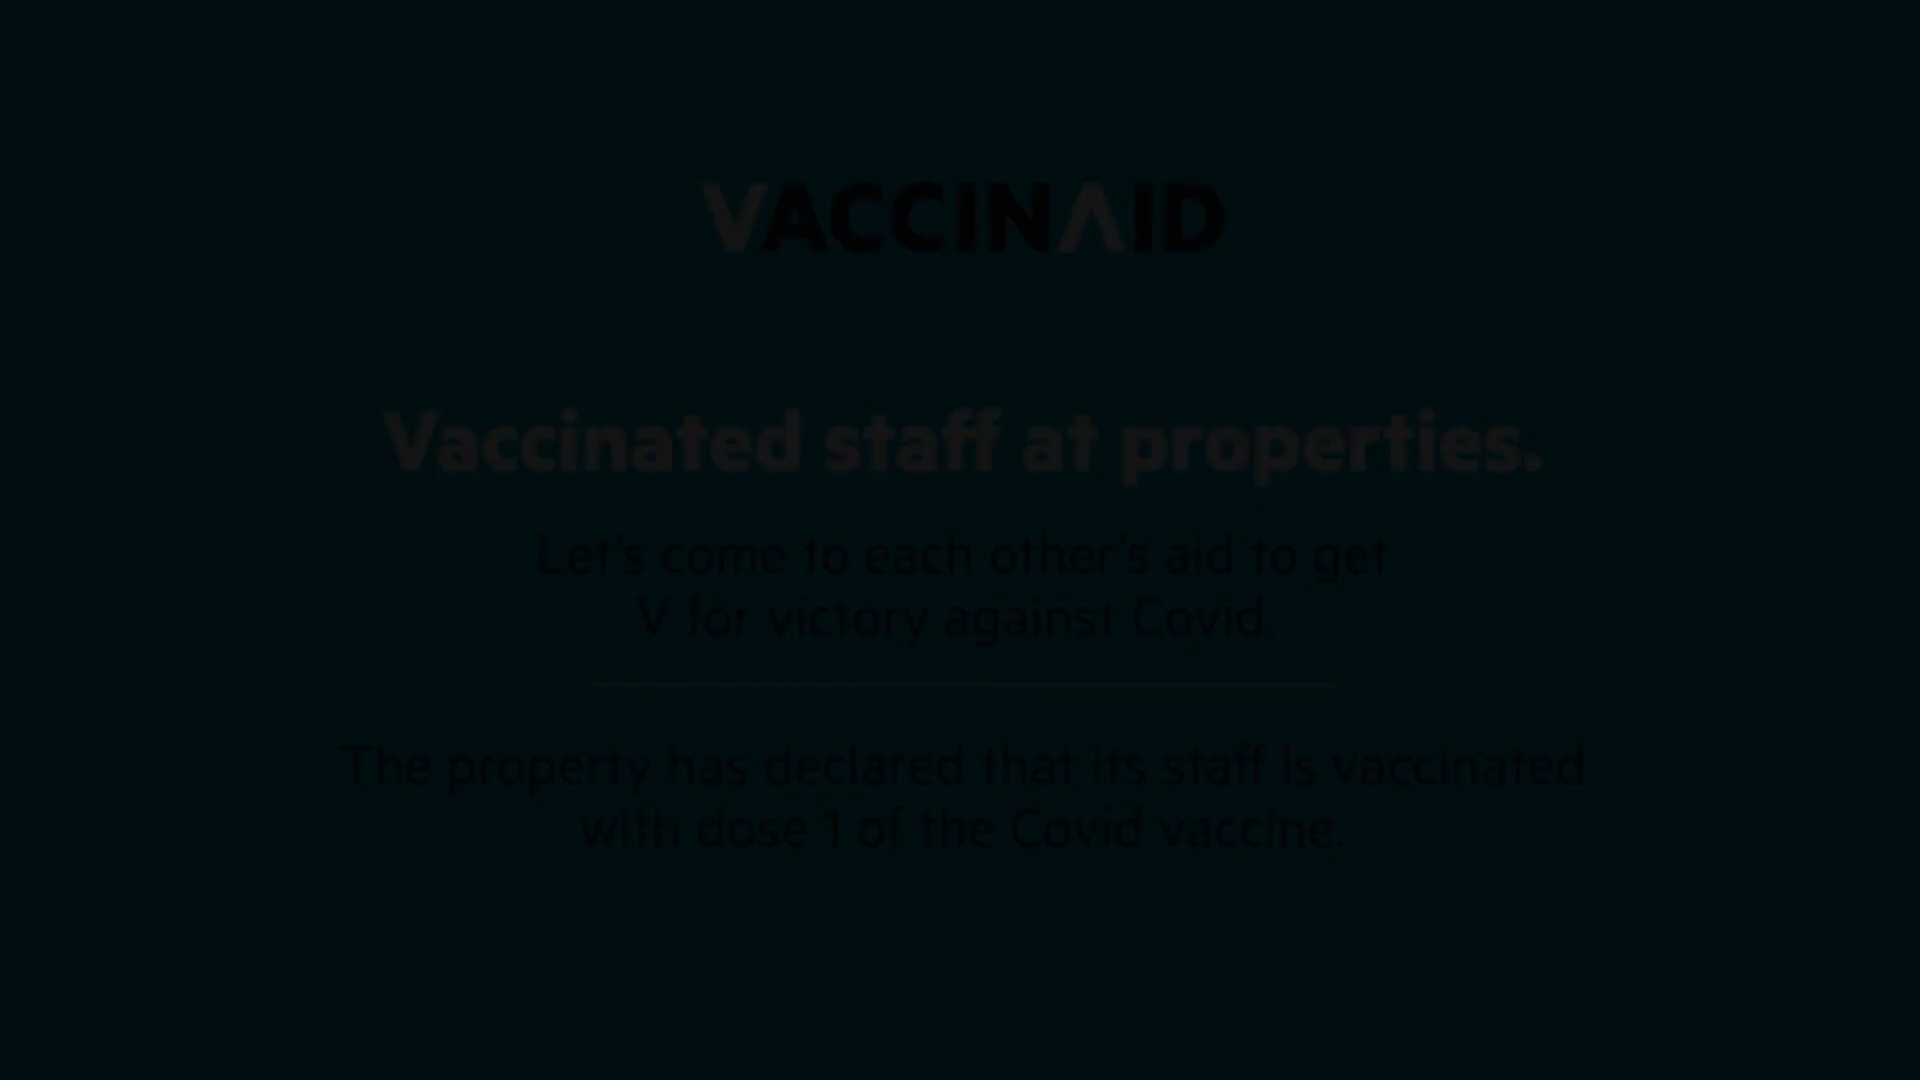 VACCINAID
Vaccinated staff at properties.
Let's come to each other's aid to get
V for victory against Covid.
The property has declared that its staff is vaccinated
with dose 1 of the Covid vaccine.